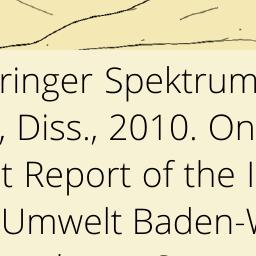 ringer Spektrum
, Diss., 2010. On
t Report of the I
Umwelt Baden-W